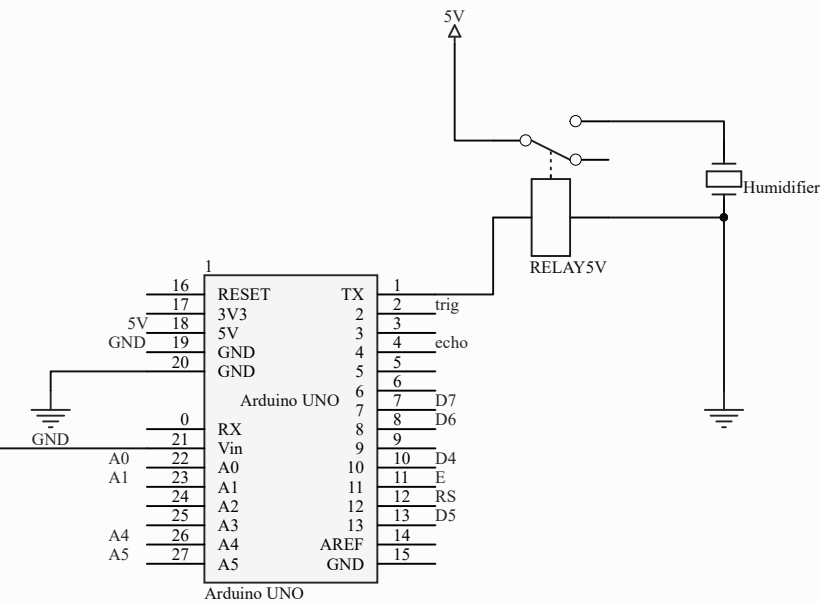 5V
Humidifier
RELAY5V
1
16 RESET TX 1
17 3V3 2 2 trig
5V 18 5V 3 3
GND 19 GND 4 4 echo
20 GND 5 5
Arduino UNO 6 6
7 7 D7
0 RX 8 8 D6
GND 21 Vin 9 9
A0 22 A0 10 10 D4
A1 23 A1 11 11 E
24 A2 12 12 RS
25 A3 13 13 D5
A4 26 A4 AREF 14
A5 27 A5 GND 15
Arduino UNO